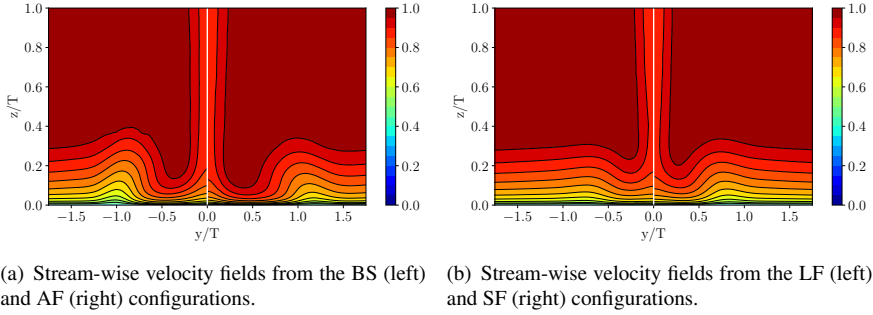 1.0
0.8
0.6
0.4
0.2
0.0
z/T
−1.5 −1.0 −0.5 0.0 0.5 1.0 1.5
y/T
1.0
0.8
0.6
0.4
0.2
0.0
1.0
0.8
0.6
0.4
0.2
0.0
z/T
−1.5 −1.0 −0.5 0.0 0.5 1.0 1.5
y/T
1.0
0.8
0.6
0.4
0.2
0.0
(a) Stream-wise velocity fields from the BS (left)
and AF (right) configurations.
(b) Stream-wise velocity fields from the LF (left)
and SF (right) configurations.